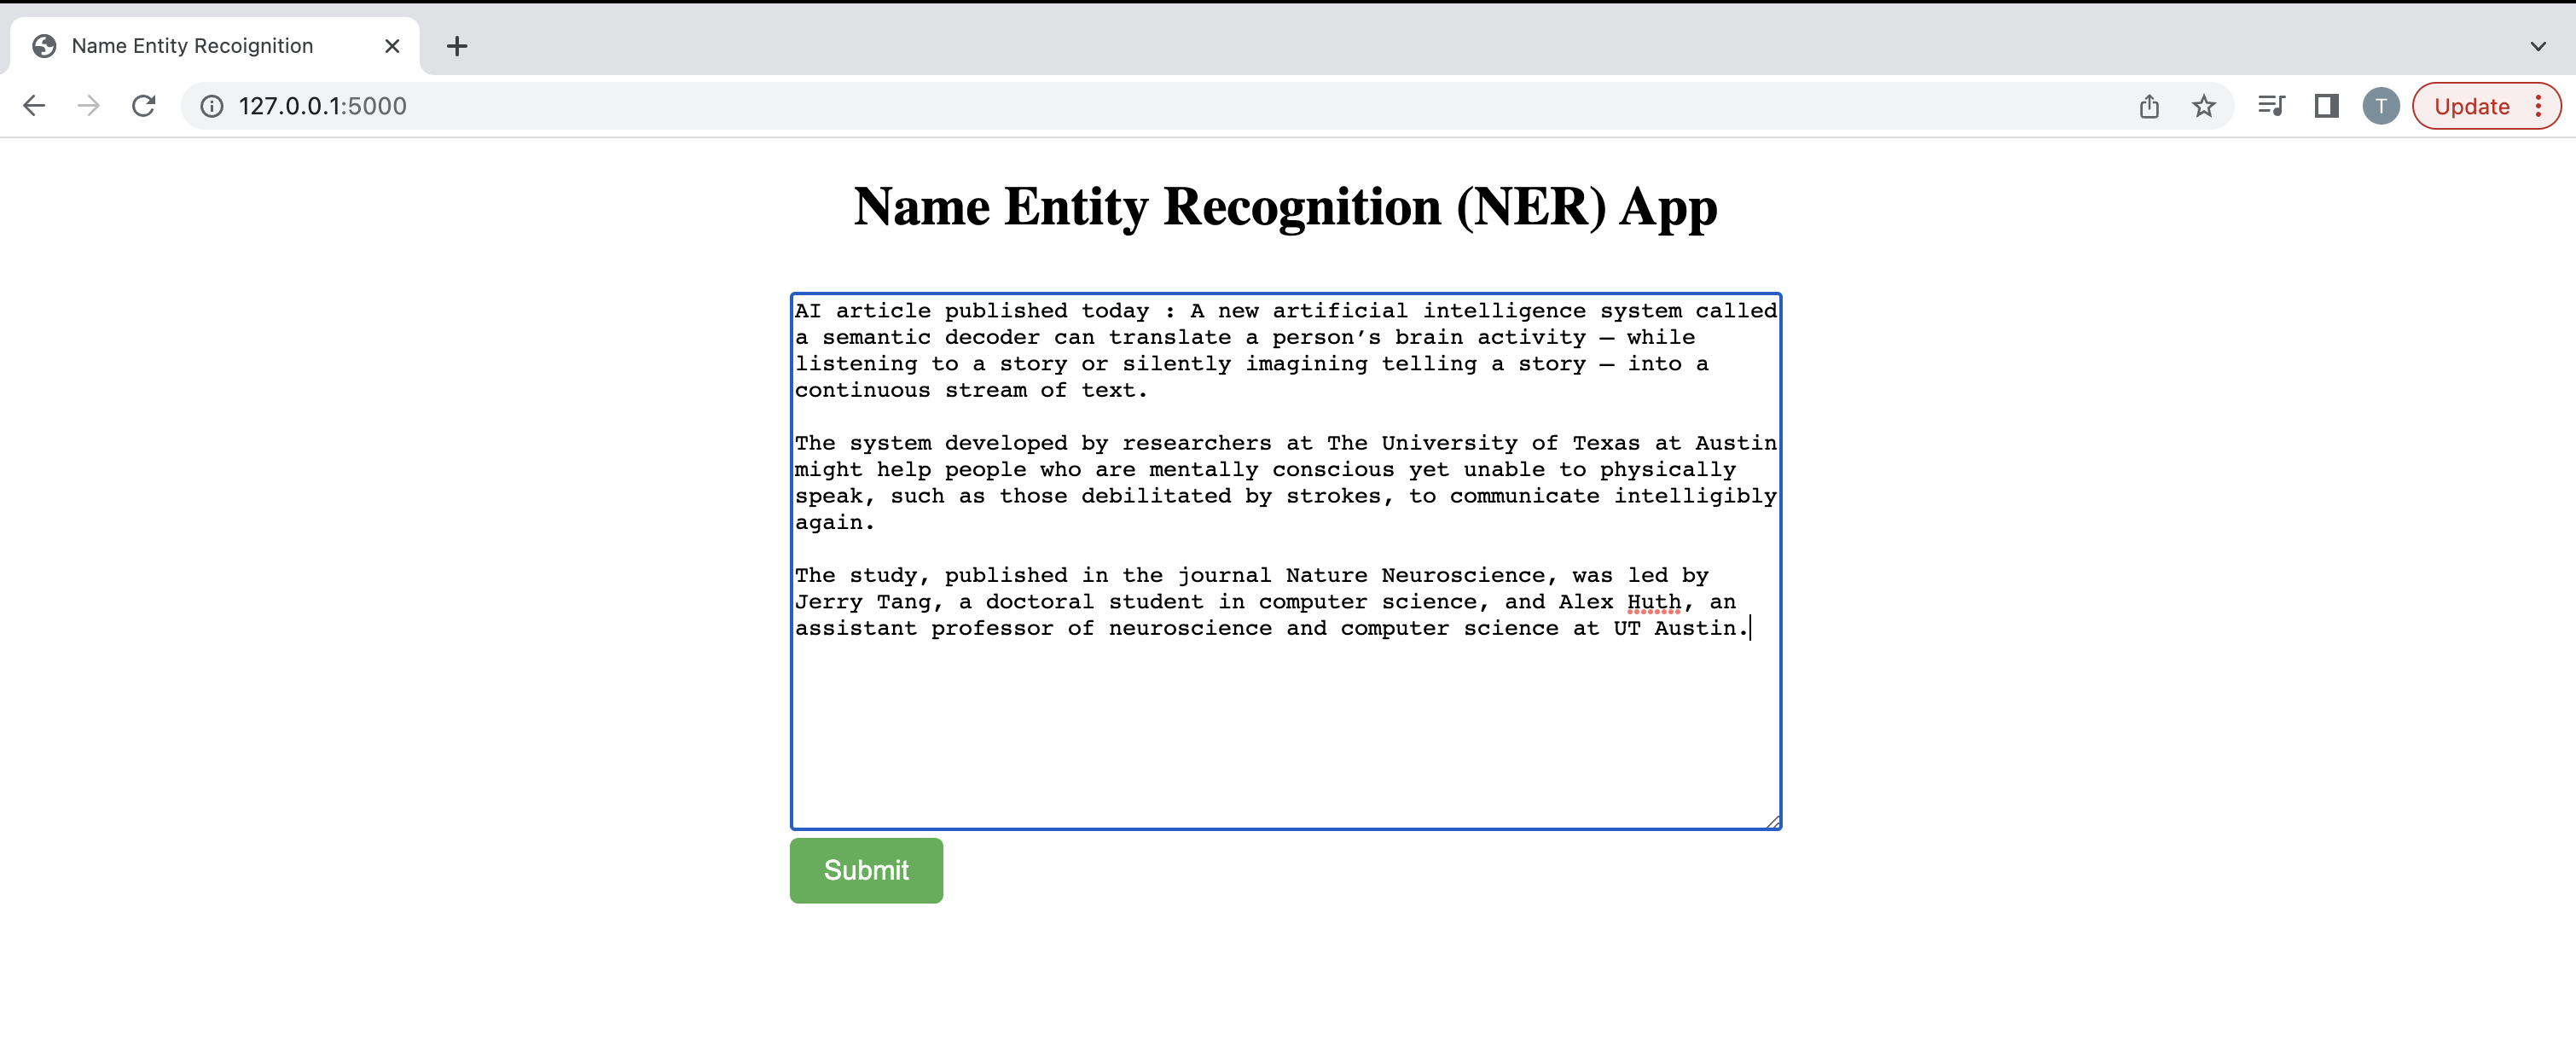 Name Entity Recoignition
127.0.0.1:5000
T
Update
Name Entity Recognition (NER) App
AI article published today : A new artificial intelligence system called
a semantic decoder can translate a person’s brain activity — while
listening to a story or silently imagining telling a story — into a
continuous stream of text.
The system developed by researchers at The University of Texas at Austin
might help people who are mentally conscious yet unable to physically
speak, such as those debilitated by strokes, to communicate intelligibly
again.
The study, published in the journal Nature Neuroscience, was led by
Jerry Tang, a doctoral student in computer science, and Alex Huth, an
assistant professor of neuroscience and computer science at UT Austin.
Submit